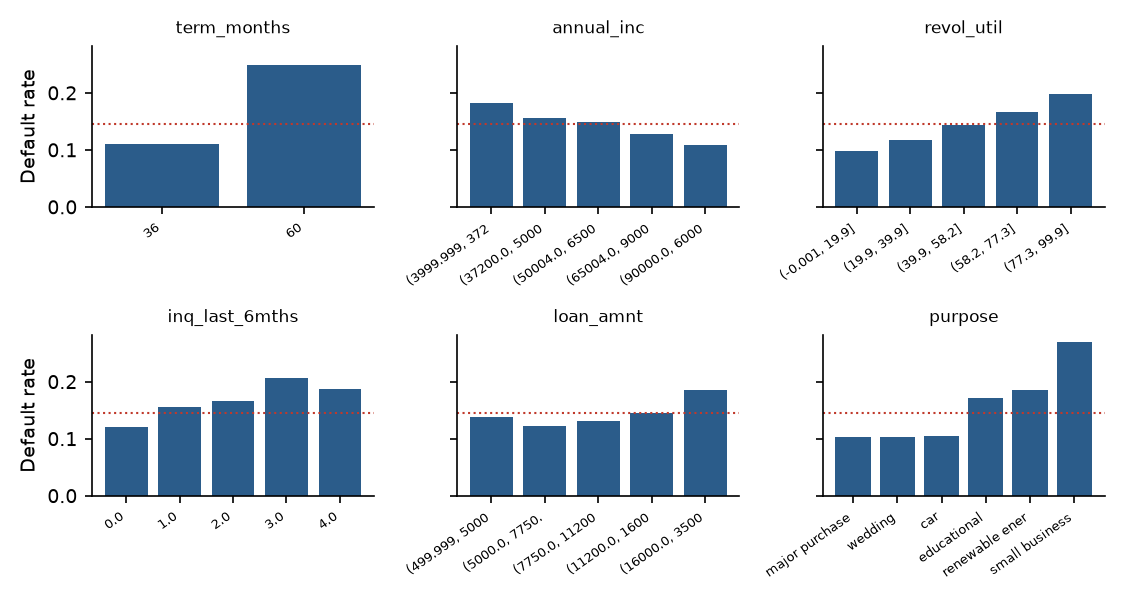 term_months
annual_inc
revol_util
Default rate
0.2
0.1
0.0
36
60
(3999.999, 372
(37200.0, 5000
(50004.0, 6500
(65004.0, 9000
(90000.0, 6000
(-0.001, 19.9]
(19.9, 39.9]
(39.9, 58.2]
(58.2, 77.3]
(77.3, 99.9]
inq_last_6mths
loan_amnt
purpose
Default rate
0.2
0.1
0.0
0.0
1.0
2.0
3.0
4.0
(499.999, 5000
(5000.0, 7750.
(7750.0, 11200
(11200.0, 1600
(16000.0, 3500
major purchase
wedding
car
educational
renewable ener
small business